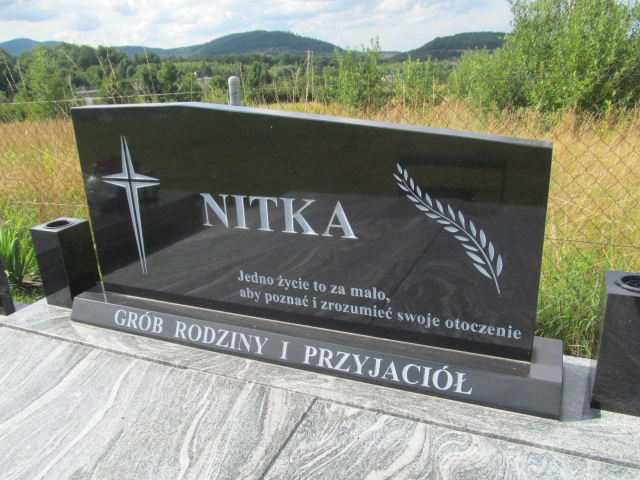 NITKA
Jedno życie to za mało,
aby poznać i zrozumieć swoje otoczenie
GRÓB RODZINY I PRZYJACIÓŁ